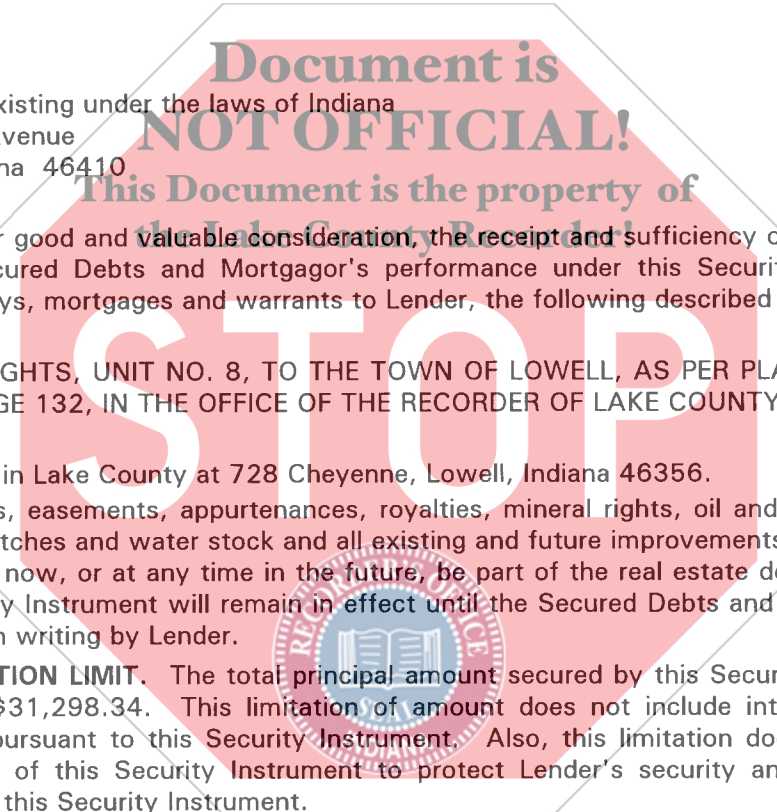 Document is
xisting under the laws of Indiana
NOT OFFICIAL!
venue
na 46410
This Document is the property of
the Lake County Recorder!
r good and valuable consideration, the receipt and sufficiency o
cured Debts and Mortgagor's performance under this Securit
ys, mortgages and warrants to Lender, the following described
STOP
GHTS, UNIT NO. 8, TO THE TOWN OF LOWELL, AS PER PLA
GE 132, IN THE OFFICE OF THE RECORDER OF LAKE COUNTY
in Lake County at 728 Cheyenne, Lowell, Indiana 46356.
s, easements, appurtenances, royalties, mineral rights, oil and
tches and water stock and all existing and future improvements
now, or at any time in the future, be part of the real estate de
y Instrument will remain in effect until the Secured Debts and
n writing by Lender.
RECORDER'S OFFICE
SEAL
INDIANA
TION LIMIT. The total principal amount secured by this Secur
$31,298.34. This limitation of amount does not include int
pursuant to this Security Instrument. Also, this limitation do
of this Security Instrument to protect Lender's security an
this Security Instrument.